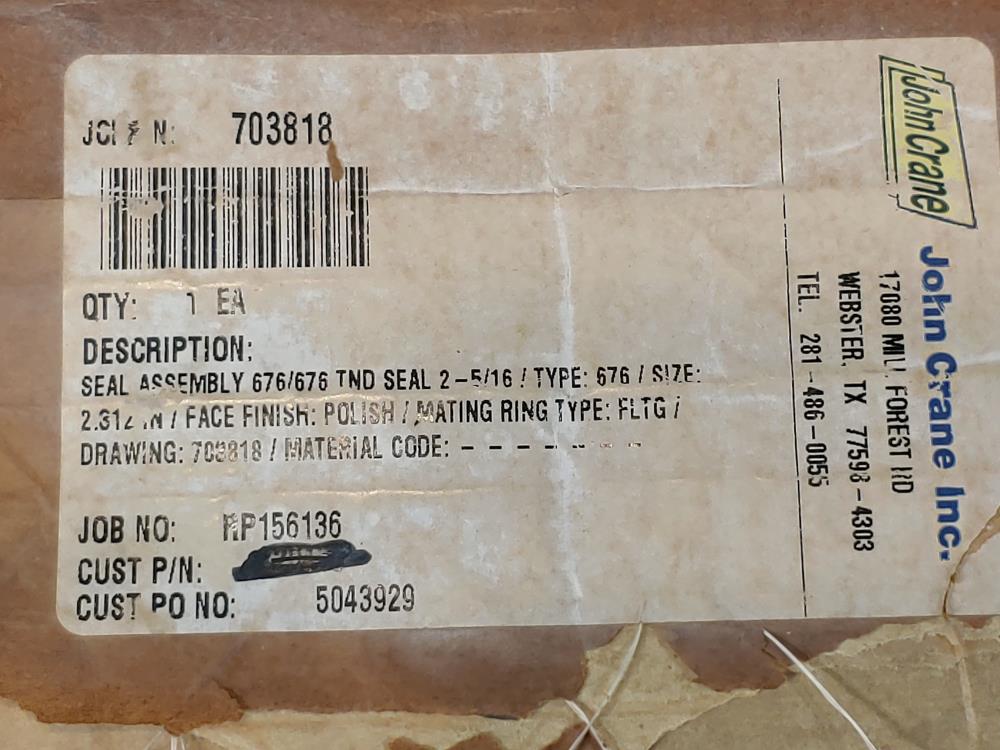 JCI P N: 703818
QTY: 1 EA
DESCRIPTION:
SEAL ASSEMBLY 676/676 TND SEAL 2-5/16 / TYPE: 676 / SIZE:
2.312 IN / FACE FINISH: POLISH / MATING RING TYPE: FLTG /
DRAWING: 703818 / MATERIAL CODE: - - - - - - - -
JOB NO: RP156136
CUST P/N:
CUST PO NO: 5043929
John Crane
John Crane Inc.
17080 MILL FOREST RD
WEBSTER, TX 77598-4303
TEL. 281-486-0055